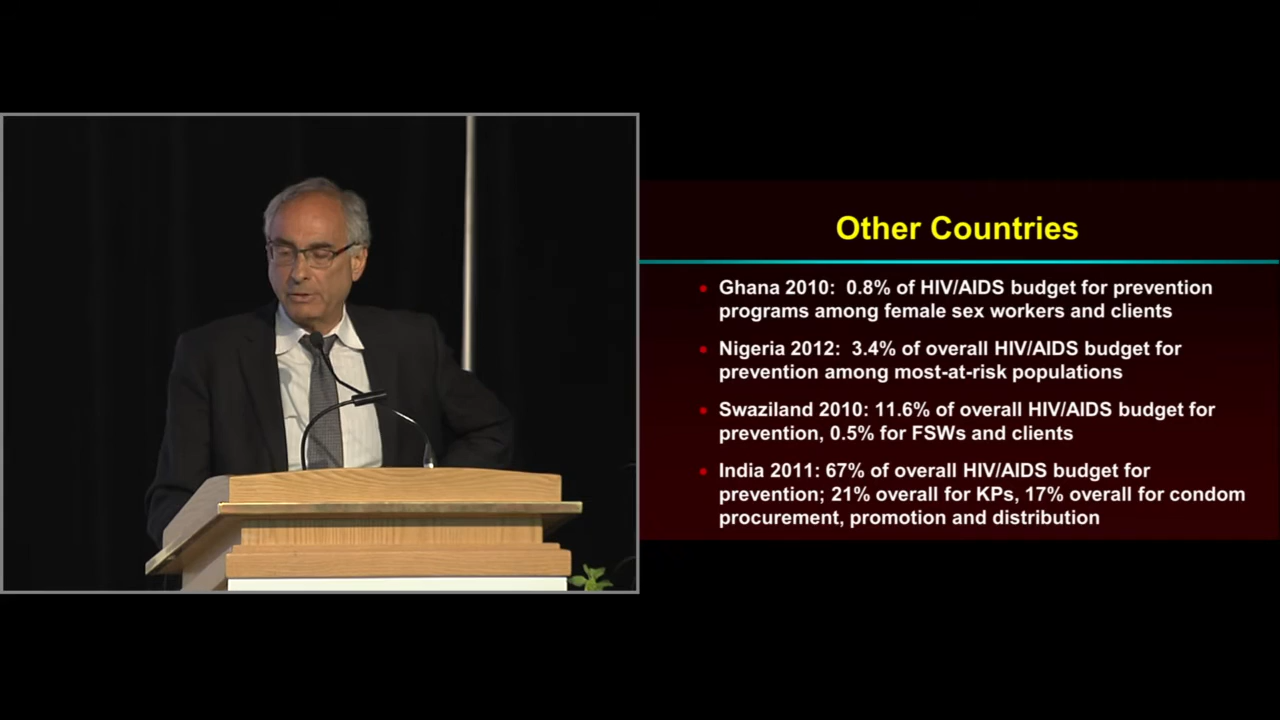 Other Countries
• Ghana 2010:  0.8% of HIV/AIDS budget for prevention
programs among female sex workers and clients
• Nigeria 2012:  3.4% of overall HIV/AIDS budget for
prevention among most-at-risk populations
• Swaziland 2010: 11.6% of overall HIV/AIDS budget for
prevention, 0.5% for FSWs and clients
• India 2011: 67% of overall HIV/AIDS budget for
prevention; 21% overall for KPs, 17% overall for condom
procurement, promotion and distribution